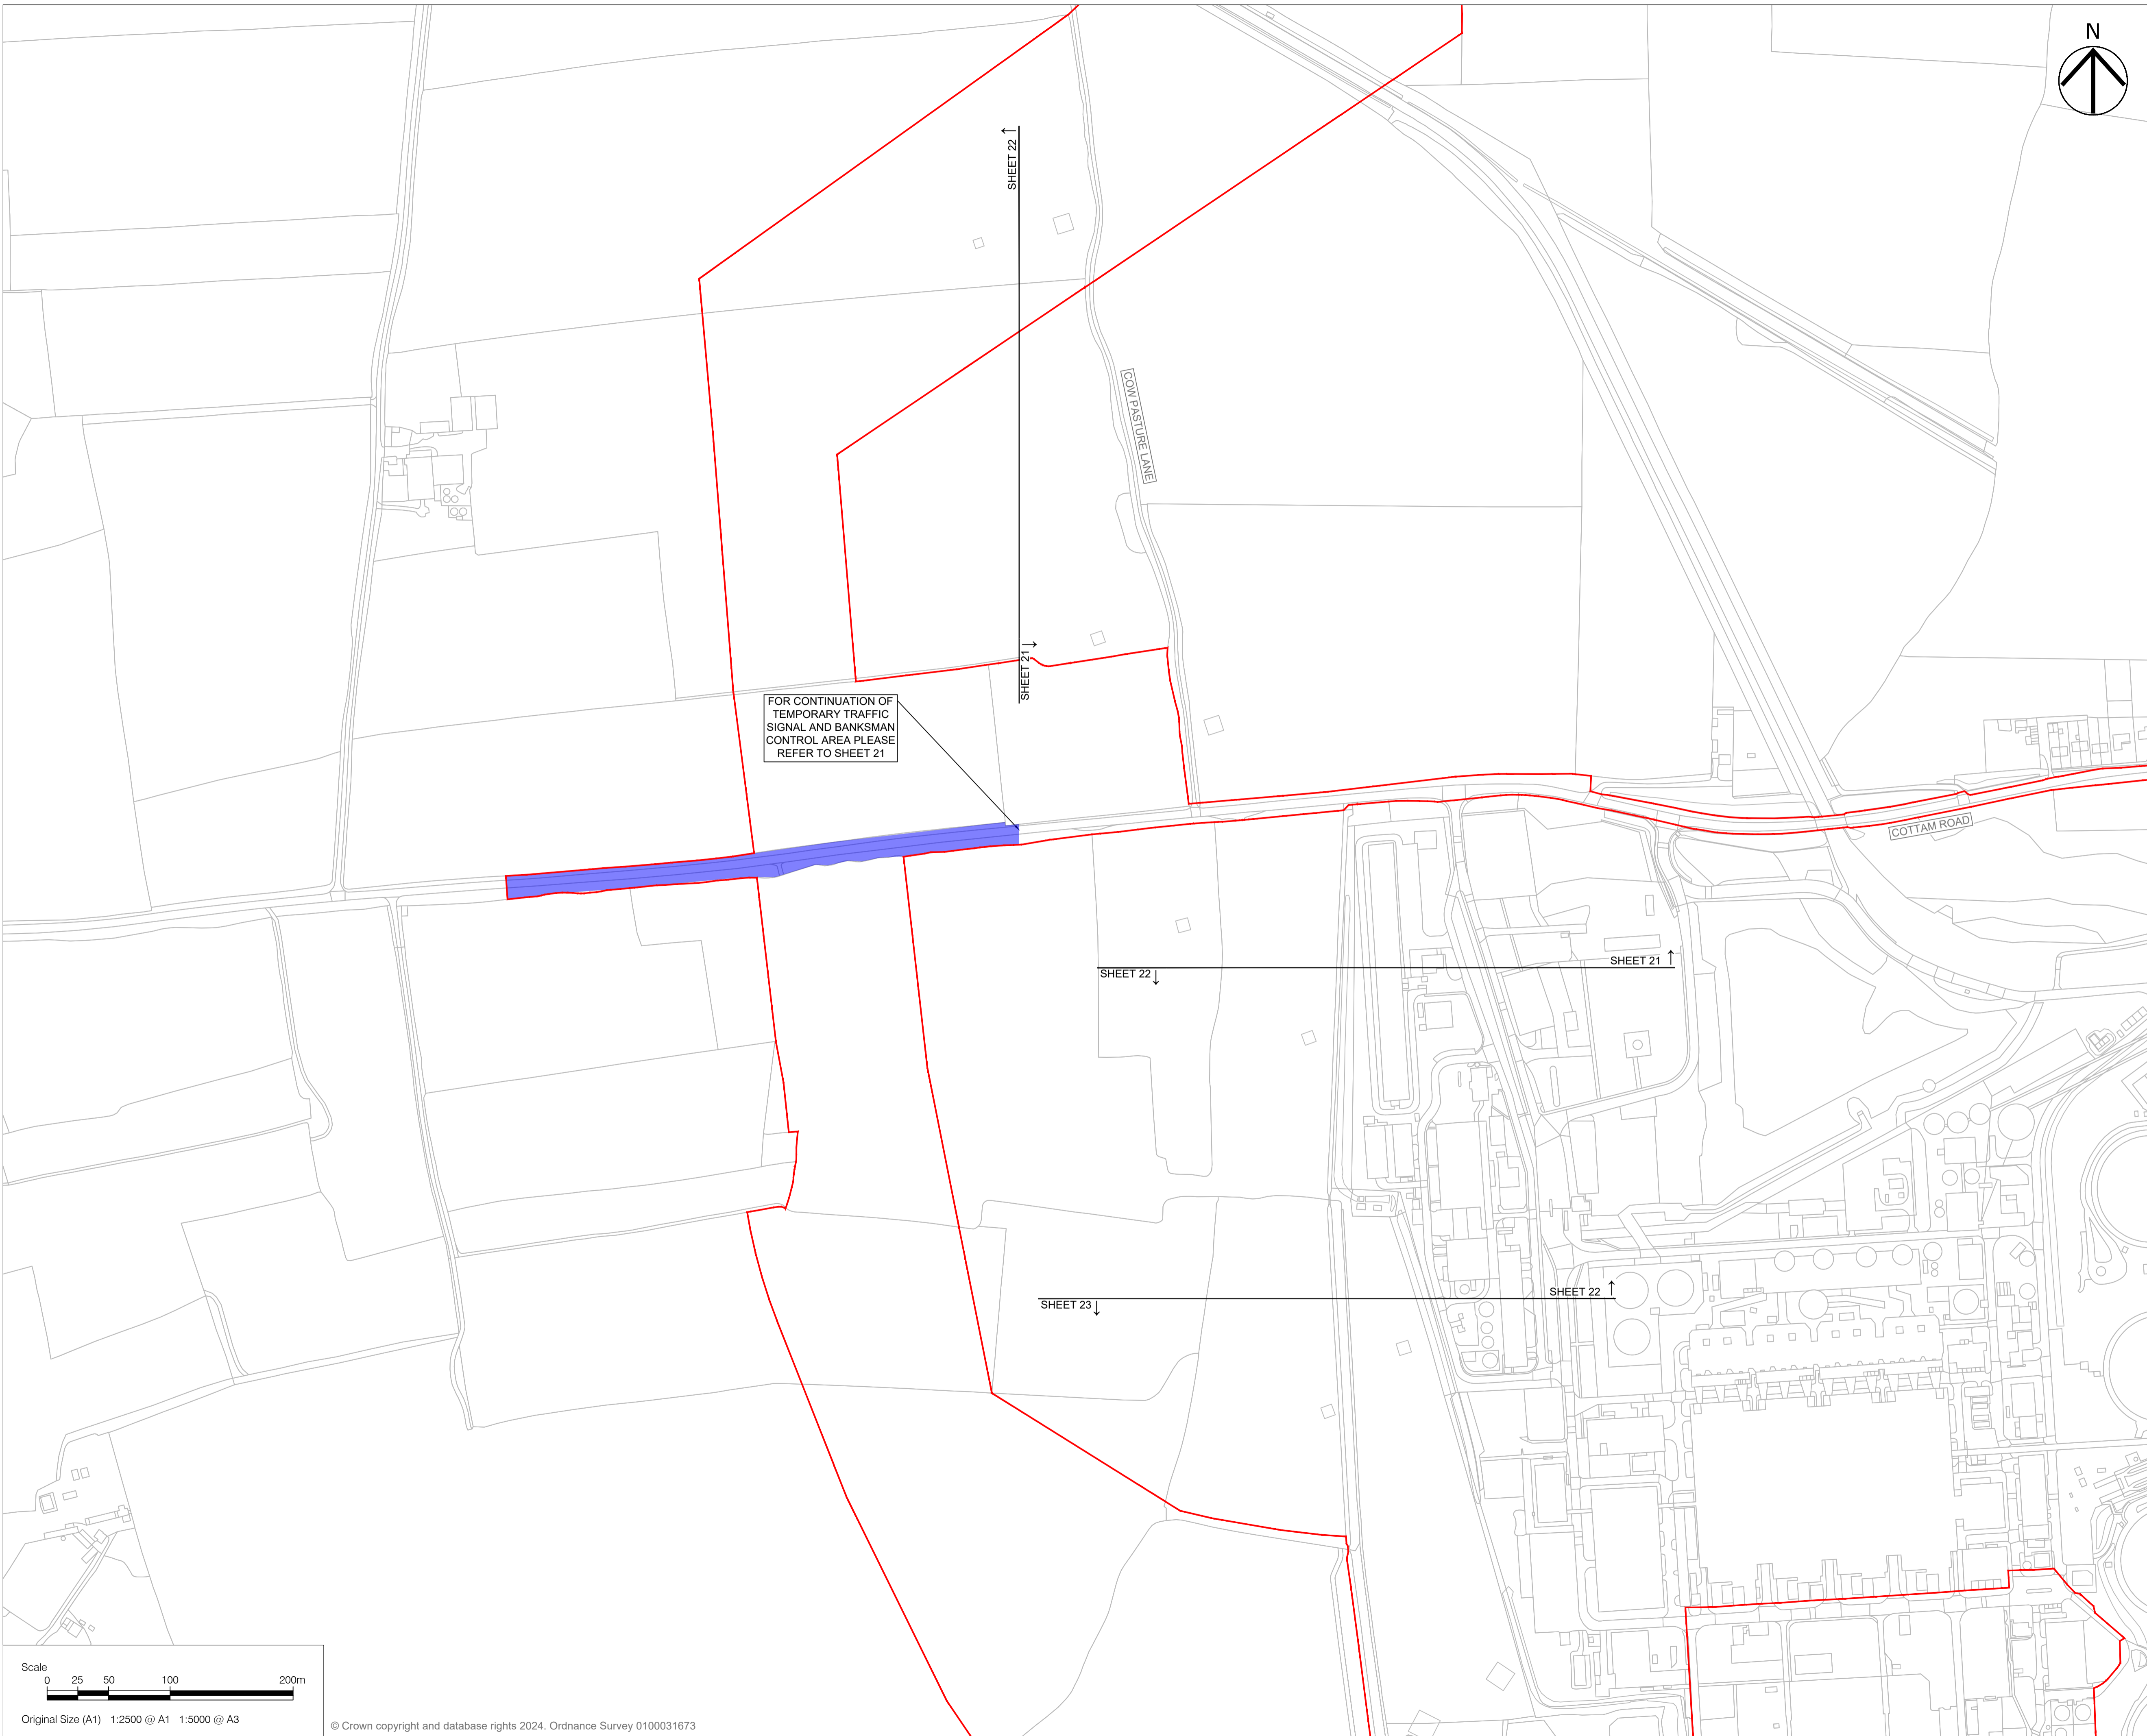 N
SHEET 22
COW PASTURE LANE
SHEET 21
FOR CONTINUATION OF
TEMPORARY TRAFFIC
SIGNAL AND BANKSMAN
CONTROL AREA PLEASE
REFER TO SHEET 21
COTTAM ROAD
SHEET 21
SHEET 22
SHEET 22
SHEET 23
Scale
0 25 50 100 200m
Original Size (A1) 1:2500 @ A1 1:5000 @ A3
© Crown copyright and database rights 2024. Ordnance Survey 0100031673